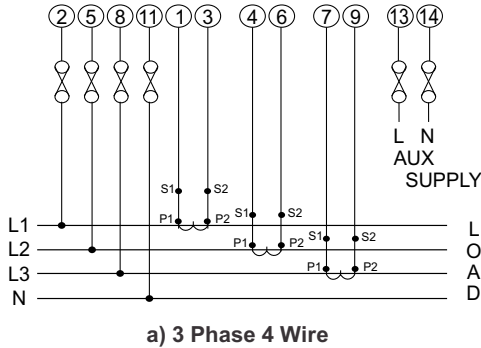 2 5 8 11 1 3 4 6 7 9 13 14
L N
AUX
SUPPLY
S1 S2
P1 P2
S1 S2
P1 P2
S1 S2
P1 P2
L1
L2
L3
N
L
O
A
D
a) 3 Phase 4 Wire